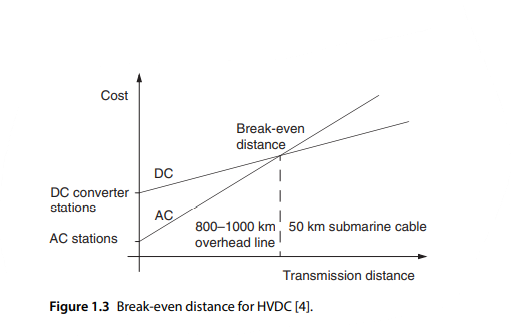 Cost
Break-even
distance
DC
DC converter
stations
AC
800–1000 km
overhead line
50 km submarine cable
AC stations
Transmission distance
Figure 1.3 Break-even distance for HVDC [4].